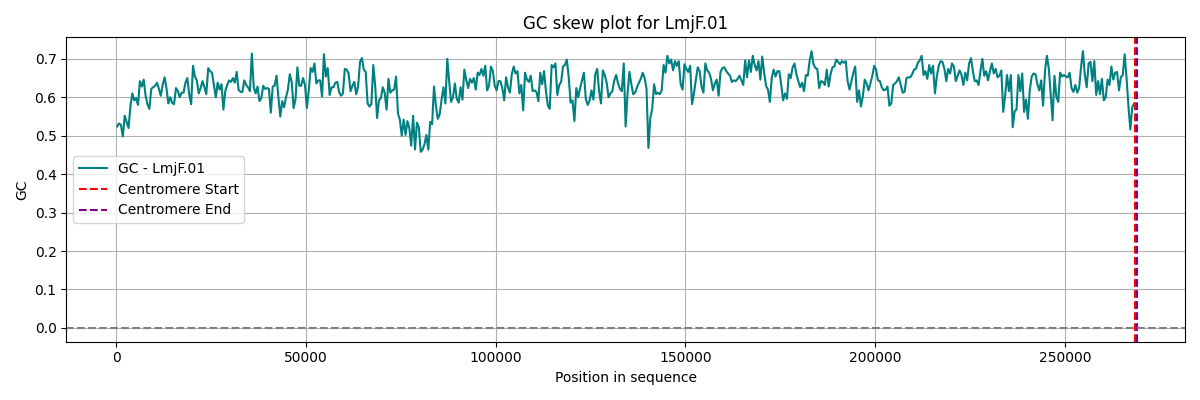 GC skew plot for LmjF.01
0.7
0.6
0.5
0.4
0.3
0.2
0.1
0.0
GC
GC - LmjF.01
Centromere Start
Centromere End
0
50000
100000
150000
200000
250000
Position in sequence